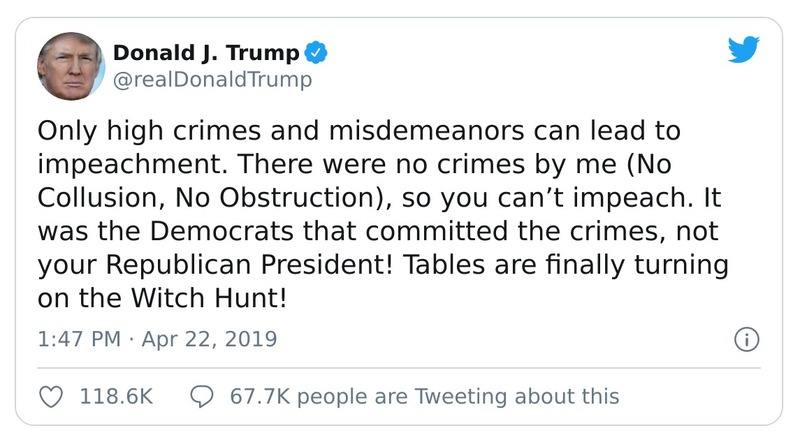 Donald J. Trump
@realDonaldTrump
Only high crimes and misdemeanors can lead to
impeachment. There were no crimes by me (No
Collusion, No Obstruction), so you can’t impeach. It
was the Democrats that committed the crimes, not
your Republican President! Tables are finally turning
on the Witch Hunt!
1:47 PM · Apr 22, 2019
118.6K 67.7K people are Tweeting about this